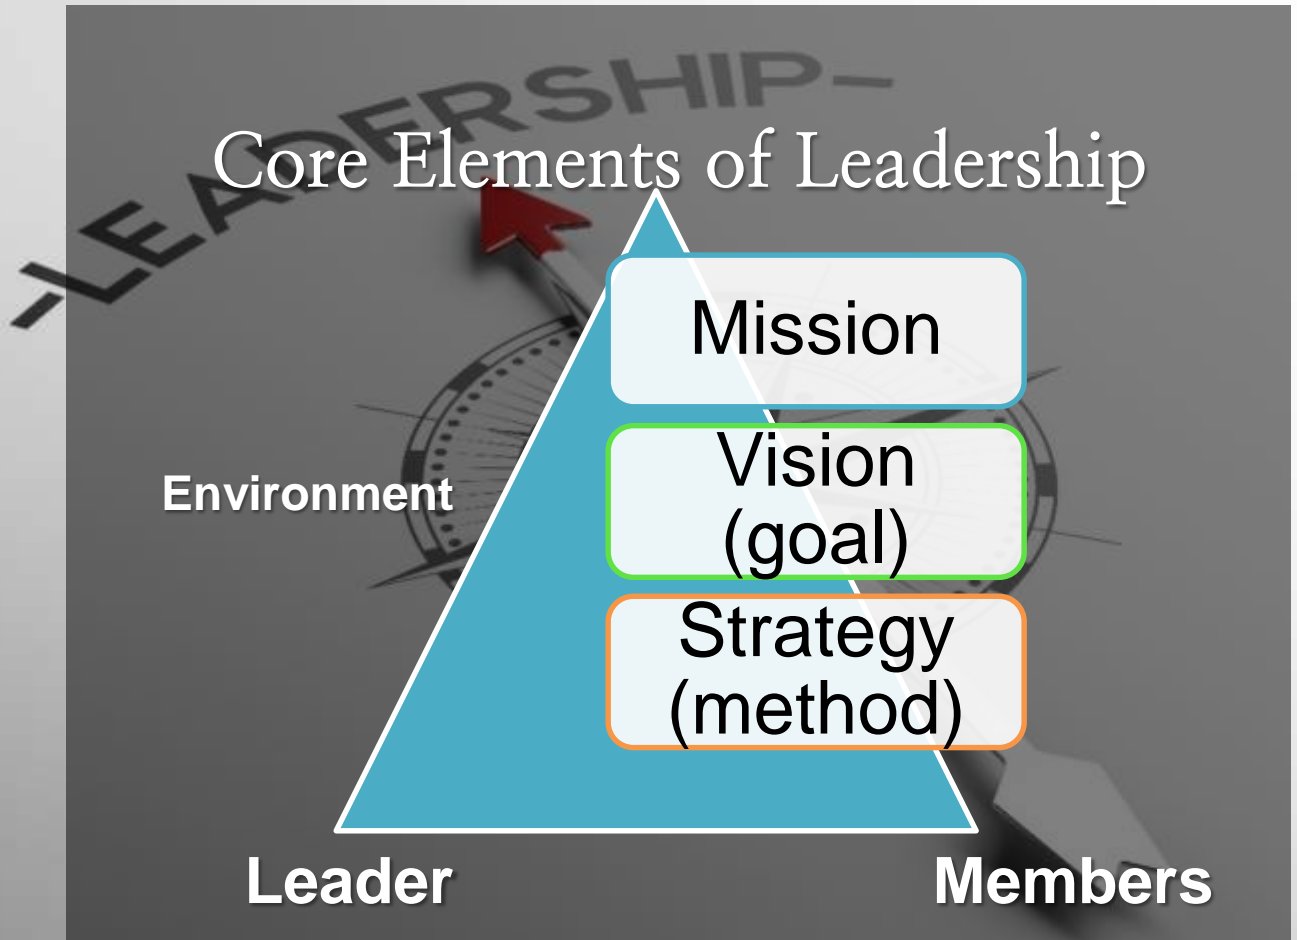 -LEADERSHIP-
Core Elements of Leadership
Mission
Vision
(goal)
Environment
Strategy
(method)
Leader
Members